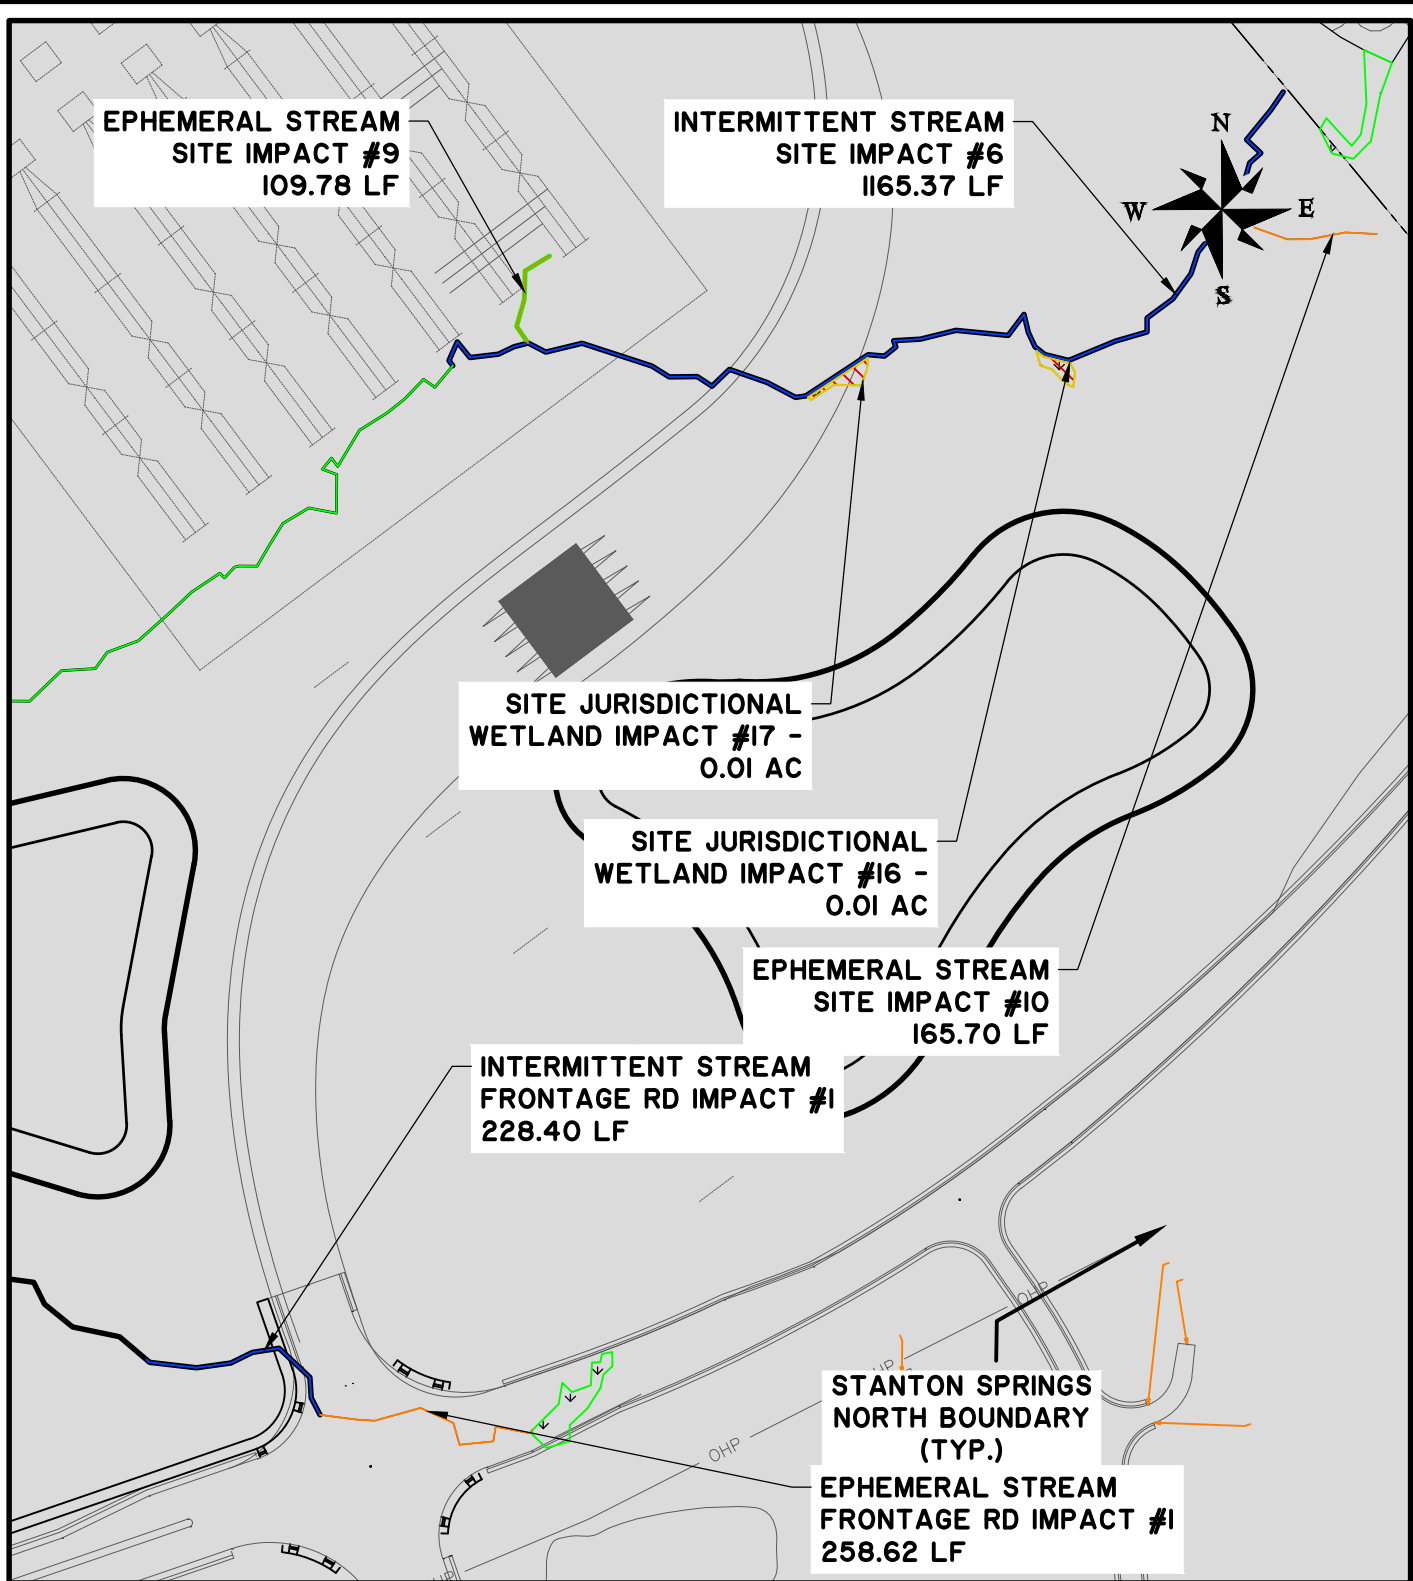 EPHEMERAL STREAM
SITE IMPACT #9
109.78 LF
INTERMITTENT STREAM
SITE IMPACT #6
1165.37 LF
N
W
E
S
SITE JURISDICTIONAL
WETLAND IMPACT #17 -
0.01 AC
SITE JURISDICTIONAL
WETLAND IMPACT #16 -
0.01 AC
EPHEMERAL STREAM
SITE IMPACT #10
165.70 LF
INTERMITTENT STREAM
FRONTAGE RD IMPACT #1
228.40 LF
OHP
HP
STANTON SPRINGS
NORTH BOUNDARY
(TYP.)
OHP
EPHEMERAL STREAM
FRONTAGE RD IMPACT #1
258.62 LF
HP